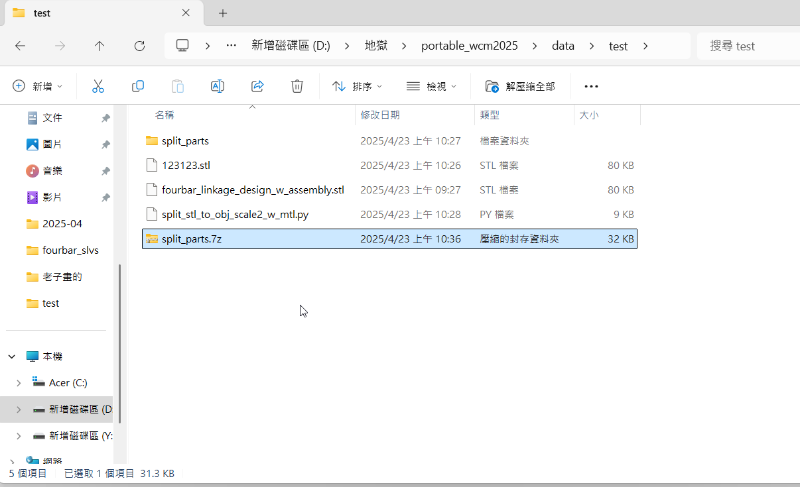 test
··· 新增磁碟區 (D:) 地獄 portable_wcm2025 data test 搜尋 test
新增 排序 檢視 解壓縮全部
名稱 修改日期 類型 大小
文件
圖片
音樂
影片
2025-04
fourbar_slvs
老子畫的
test
本機
Acer (C:)
新增磁碟區 (D:
新增磁碟區 (Y:
網路
split_parts 2025/4/23 上午 10:27 檔案資料夾
123123.stl 2025/4/23 上午 10:26 STL 檔案 80 KB
fourbar_linkage_design_w_assembly.stl 2025/4/23 上午 09:27 STL 檔案 80 KB
split_stl_to_obj_scale2_w_mtl.py 2025/4/23 上午 10:28 PY 檔案 9 KB
split_parts.7z 2025/4/23 上午 10:36 壓縮的封存資料夾 32 KB
5 個項目 已選取 1 個項目 31.3 KB